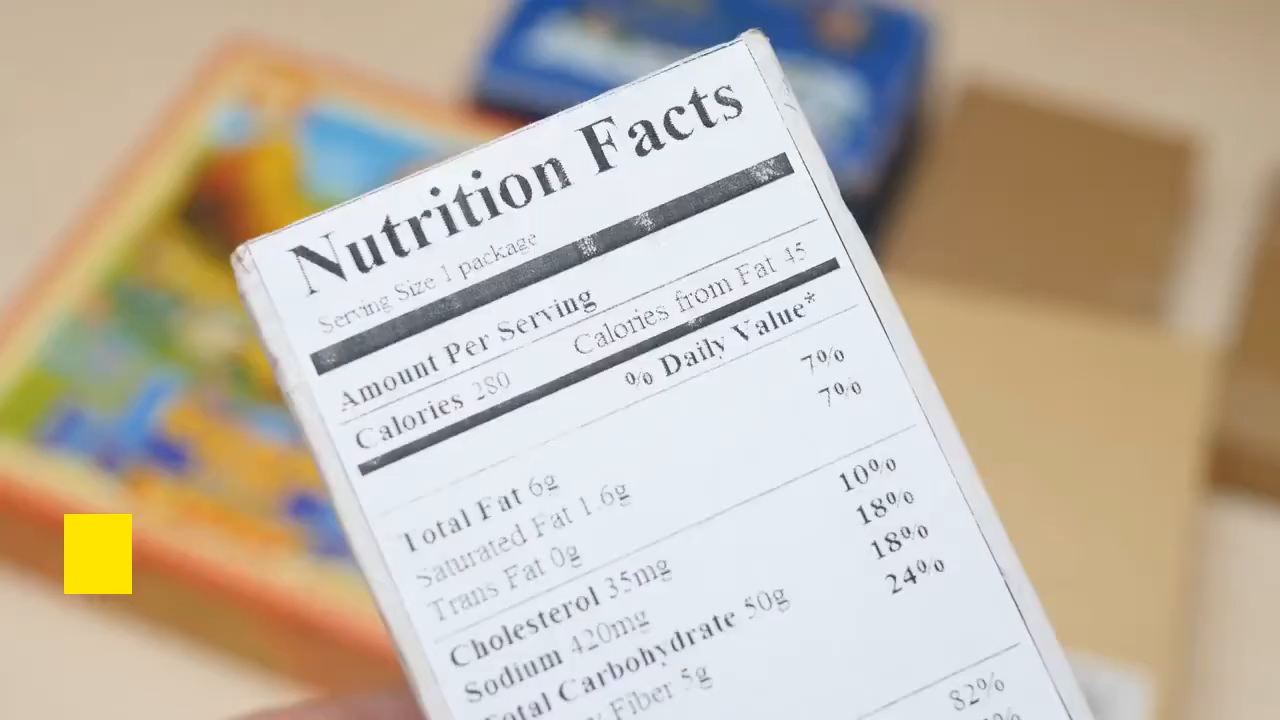 Nutrition Facts
Serving Size 1 package
Amount Per Serving
Calories 280 Calories from Fat 45
% Daily Value*
Total Fat 6g 7%
Saturated Fat 1.6g 7%
Trans Fat 0g
Cholesterol 35mg 10%
Sodium 420mg 18%
Total Carbohydrate 50g 18%
Fiber 5g 24%
82%